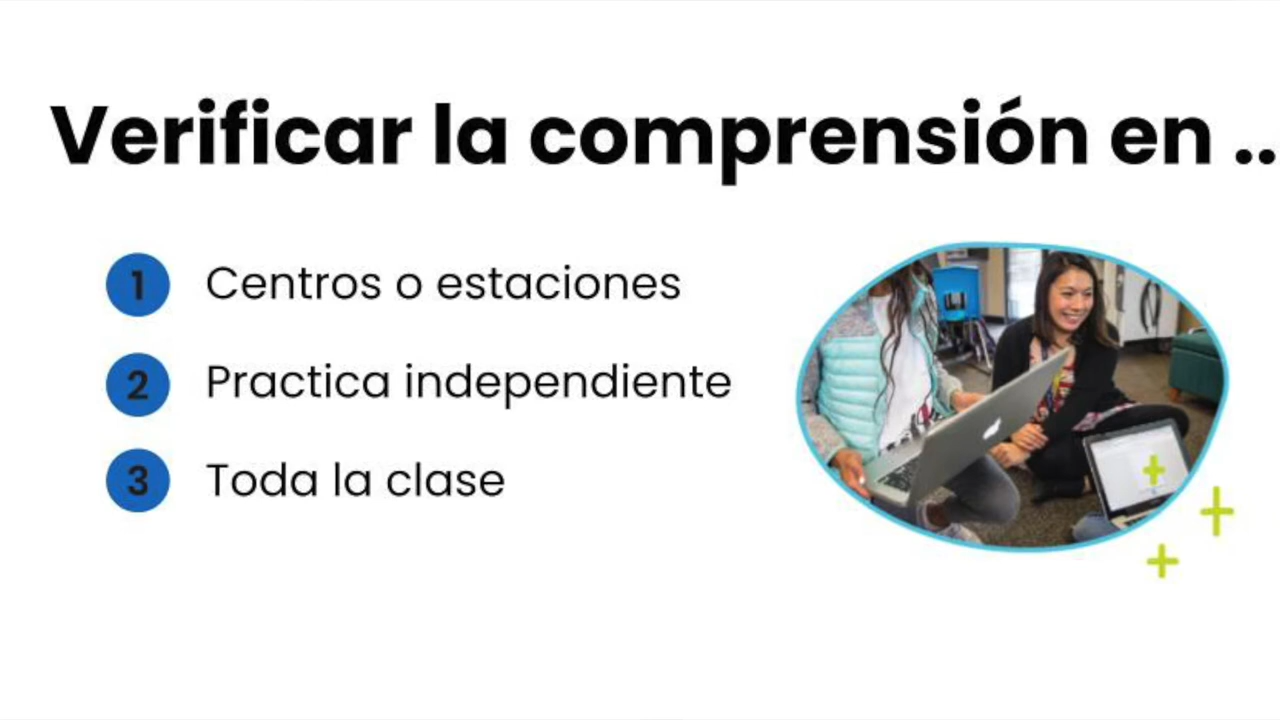 Verificar la comprensión en ..
1 Centros o estaciones
2 Practica independiente
3 Toda la clase